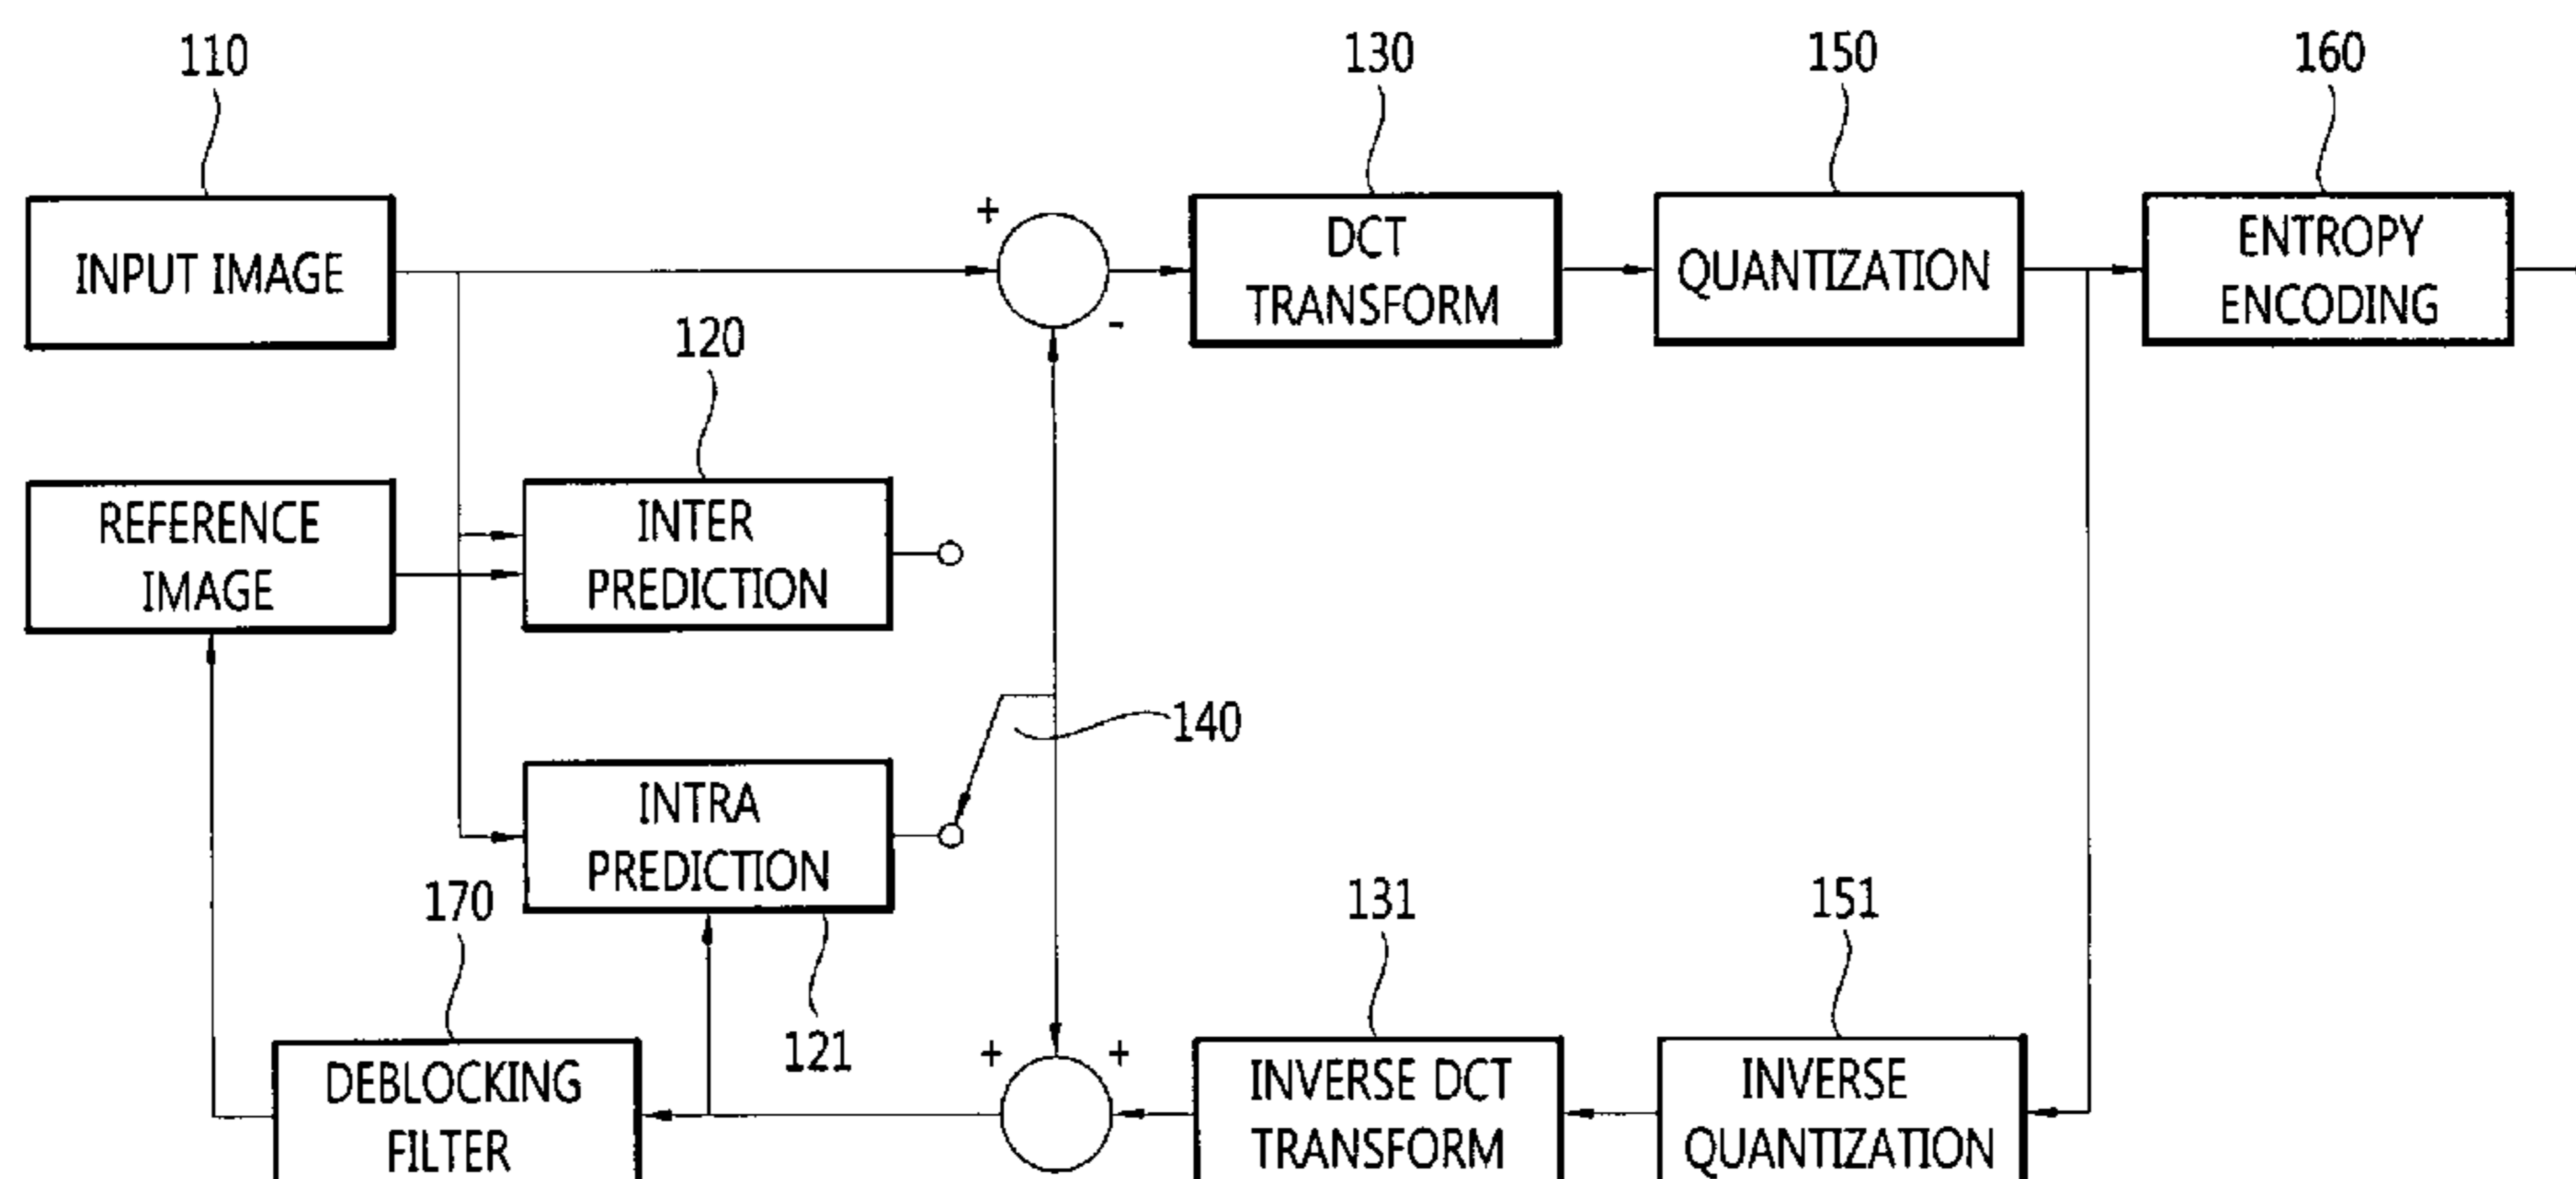 110
130
150
160
+
-
INPUT IMAGE
DCT
TRANSFORM
QUANTIZATION
ENTROPY
ENCODING
120
REFERENCE
IMAGE
INTER
PREDICTION
140
INTRA
PREDICTION
170
121
131
151
+
+
DEBLOCKING
FILTER
INVERSE DCT
TRANSFORM
INVERSE
QUANTIZATION